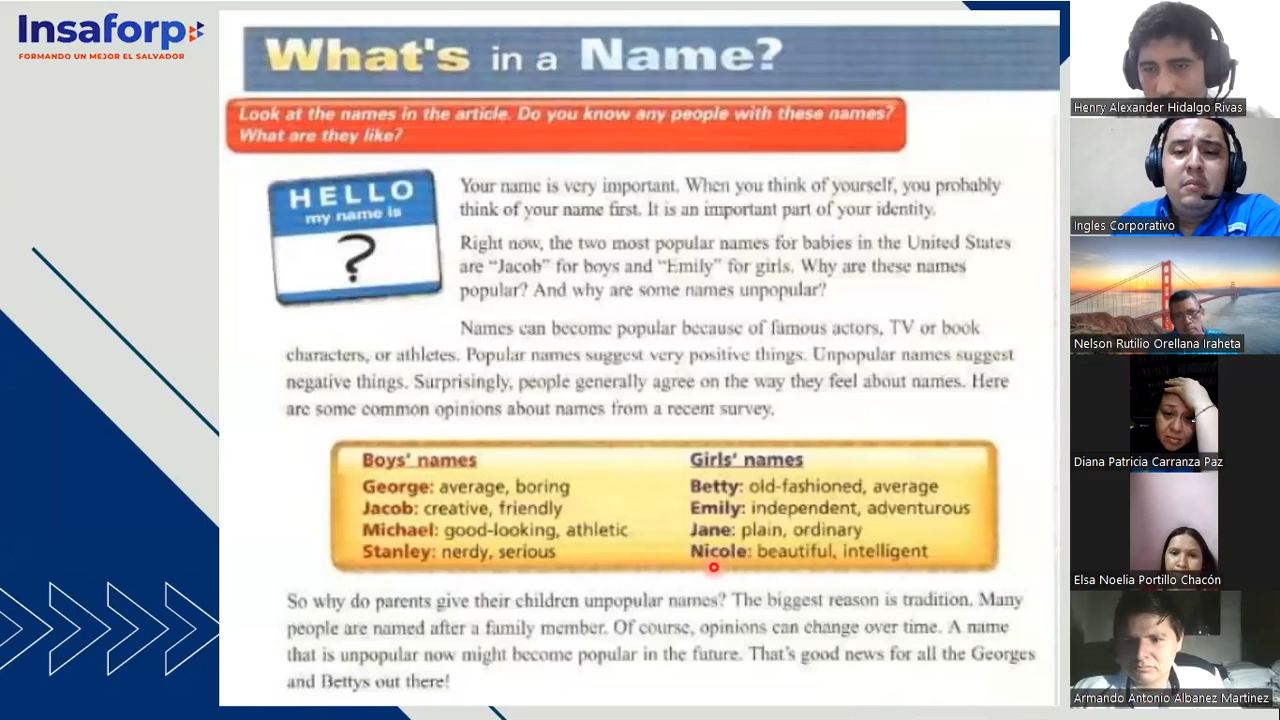 Insaforp
FORMANDO UN MEJOR EL SALVADOR
What's in a Name?
Look at the names in the article. Do you know any people with these names?
What are they like?
HELLO
my name is
?
Your name is very important. When you think of yourself, you probably
think of your name first. It is an important part of your identity.
Right now, the two most popular names for babies in the United States
are “Jacob” for boys and “Emily” for girls. Why are these names
popular? And why are some names unpopular?
Names can become popular because of famous actors, TV or book
characters, or athletes. Popular names suggest very positive things. Unpopular names suggest
negative things. Surprisingly, people generally agree on the way they feel about names. Here
are some common opinions about names from a recent survey.
Boys' names
George: average, boring
Jacob: creative, friendly
Michael: good-looking, athletic
Stanley: nerdy, serious
Girls' names
Betty: old-fashioned, average
Emily: independent, adventurous
Jane: plain, ordinary
Nicole: beautiful, intelligent
So why do parents give their children unpopular names? The biggest reason is tradition. Many
people are named after a family member. Of course, opinions can change over time. A name
that is unpopular now might become popular in the future. That's good news for all the Georges
and Bettys out there!
Henry Alexander Hidalgo Rivas
Ingles Corporativo
Nelson Rutilio Orellana Iraheta
Diana Patricia Carranza Paz
Elsa Noelia Portillo Chacón
Armando Antonio Albanez Martinez